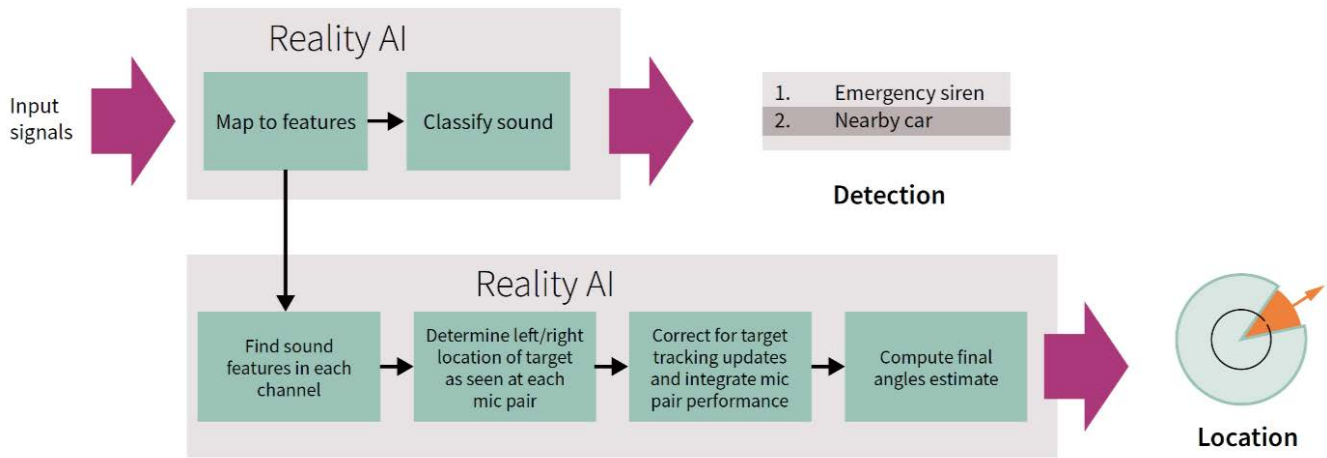 Reality AI
Input
signals
Map to features
Classify sound
1. Emergency siren
2. Nearby car
Detection
Reality AI
Find sound
features in each
channel
Determine left/right
location of target
as seen at each
mic pair
Correct for target
tracking updates
and integrate mic
pair performance
Compute final
angles estimate
Location